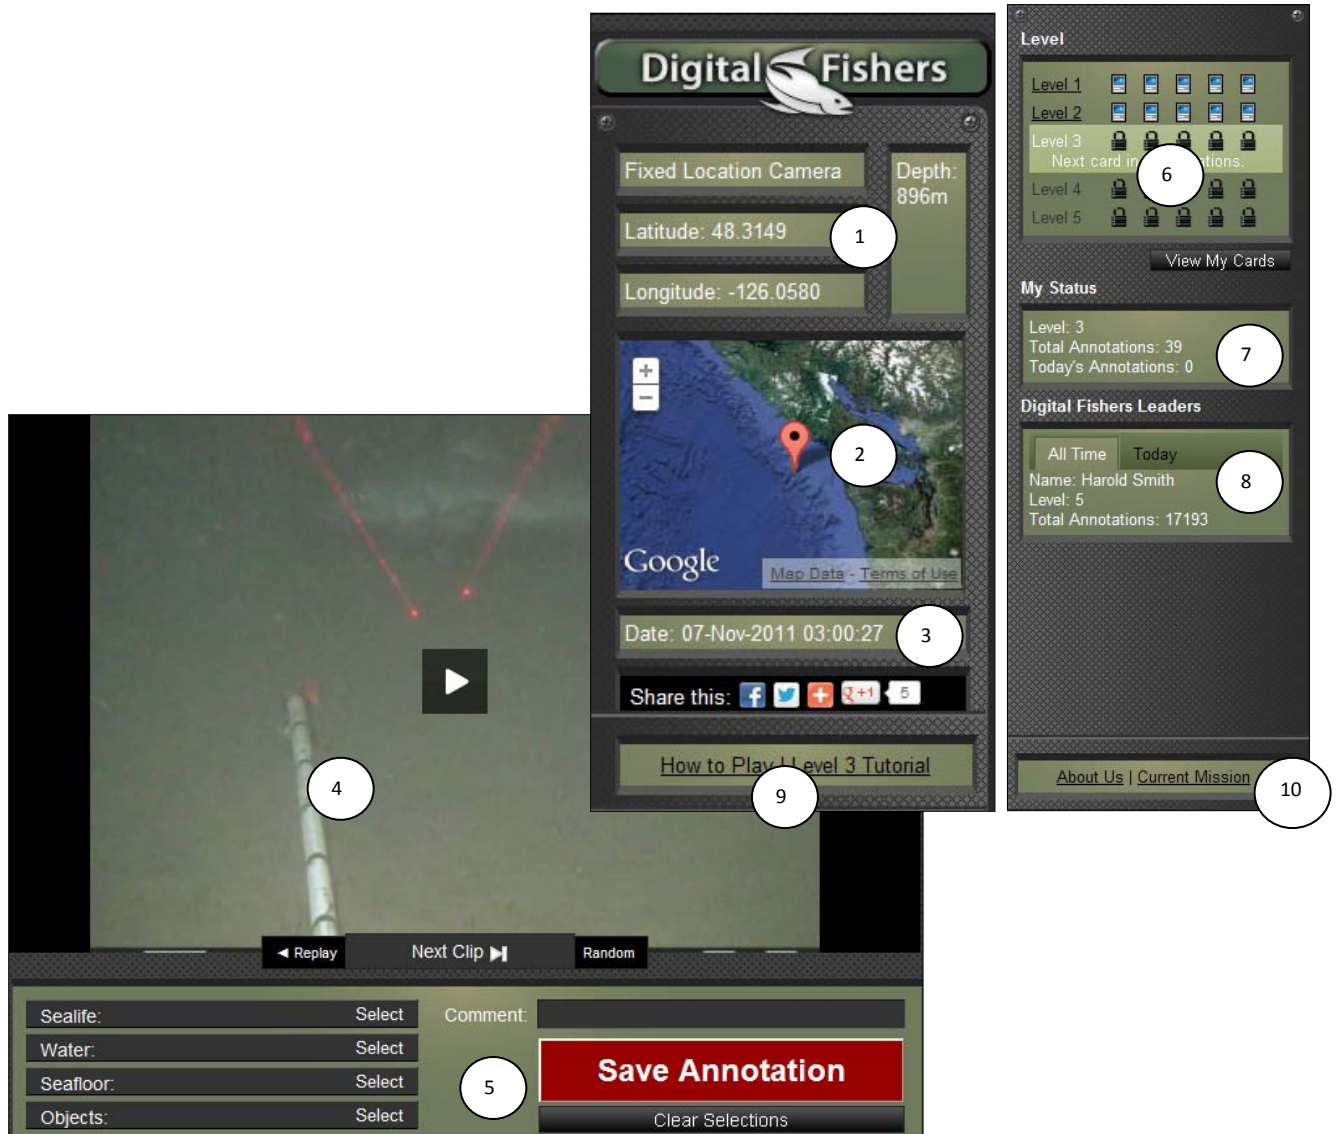 Digital Fishers
Fixed Location Camera
Depth:
896m
Latitude: 48.3149
1
Longitude: -126.0580
+
−
2
Google
Map Data - Terms of Use
Date: 07-Nov-2011 03:00:27
3
Share this: f +1 5
How to Play | Level 3 Tutorial
9
Level
Level 1
Level 2
Level 3
Next card in
6
Level 4
Level 5
View My Cards
My Status
Level: 3
Total Annotations: 39
Today's Annotations: 0
7
Digital Fishers Leaders
All Time Today
Name: Harold Smith
Level: 5
Total Annotations: 17193
8
About Us | Current Mission
10
4
Replay Next Clip Random
Sealife: Select
Water: Select
Seafloor: Select
Objects: Select
Comment:
5
Save Annotation
Clear Selections